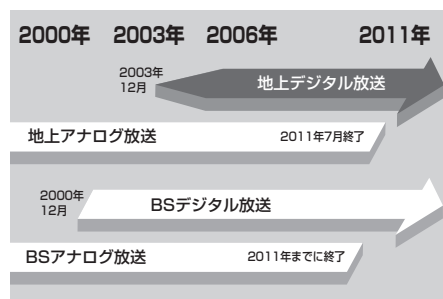 2000年 2003年 2006年 2011年
2003年
12月
地上デジタル放送
地上アナログ放送 2011年7月終了
2000年
12月
BSデジタル放送
BSアナログ放送 2011年までに終了